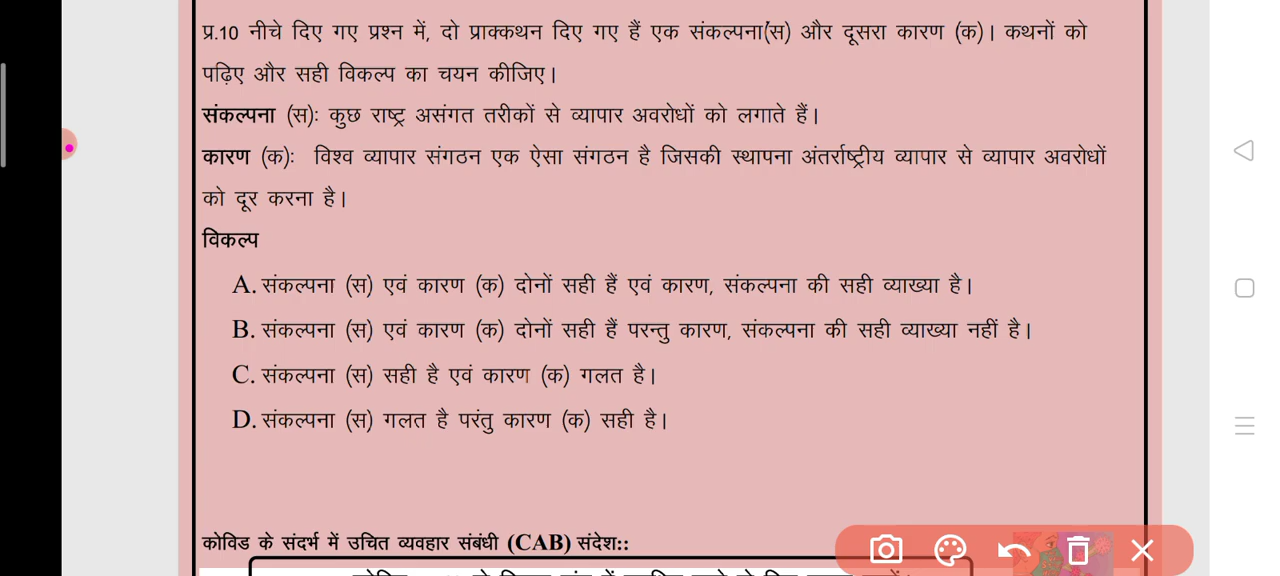 प्र.10 नीचे दिए गए प्रश्न में, दो प्राक्कथन दिए गए हैं एक संकल्पना(स) और दूसरा कारण (क)। कथनों को
पढ़िए और सही विकल्प का चयन कीजिए।
संकल्पना (स): कुछ राष्ट्र असंगत तरीकों से व्यापार अवरोधों को लगाते हैं।
कारण (क): विश्व व्यापार संगठन एक ऐसा संगठन है जिसकी स्थापना अंतर्राष्ट्रीय व्यापार से व्यापार अवरोधों
को दूर करना है।
विकल्प
A. संकल्पना (स) एवं कारण (क) दोनों सही हैं एवं कारण, संकल्पना की सही व्याख्या है।
B. संकल्पना (स) एवं कारण (क) दोनों सही हैं परन्तु कारण, संकल्पना की सही व्याख्या नहीं है।
C. संकल्पना (स) सही है एवं कारण (क) गलत है।
D. संकल्पना (स) गलत है परंतु कारण (क) सही है।
कोविड के संदर्भ में उचित व्यवहार संबंधी (CAB) संदेश::